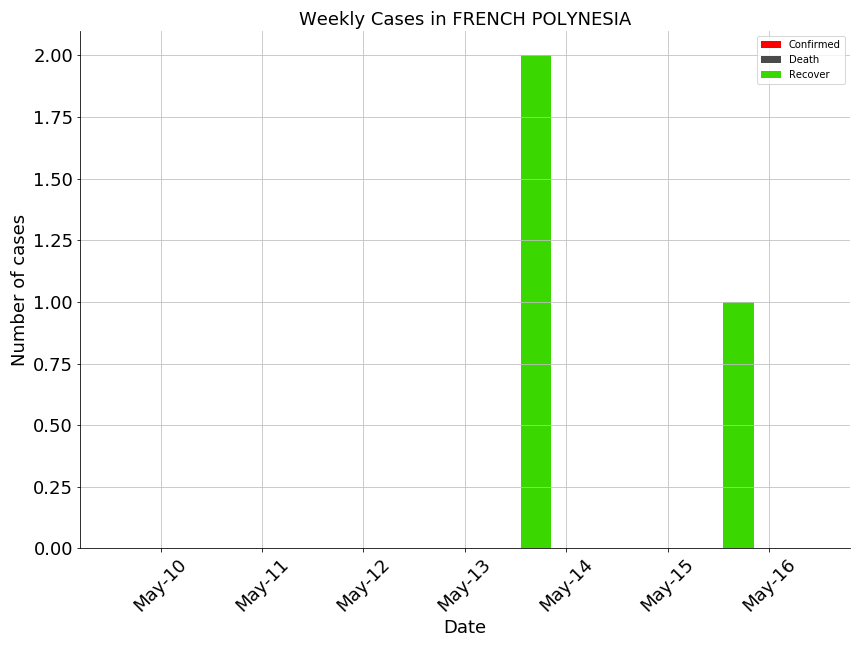 Weekly Cases in FRENCH POLYNESIA
Confirmed
Death
Recover
Number of cases
2.00
1.75
1.50
1.25
1.00
0.75
0.50
0.25
0.00
May-10
May-11
May-12
May-13
May-14
May-15
May-16
Date